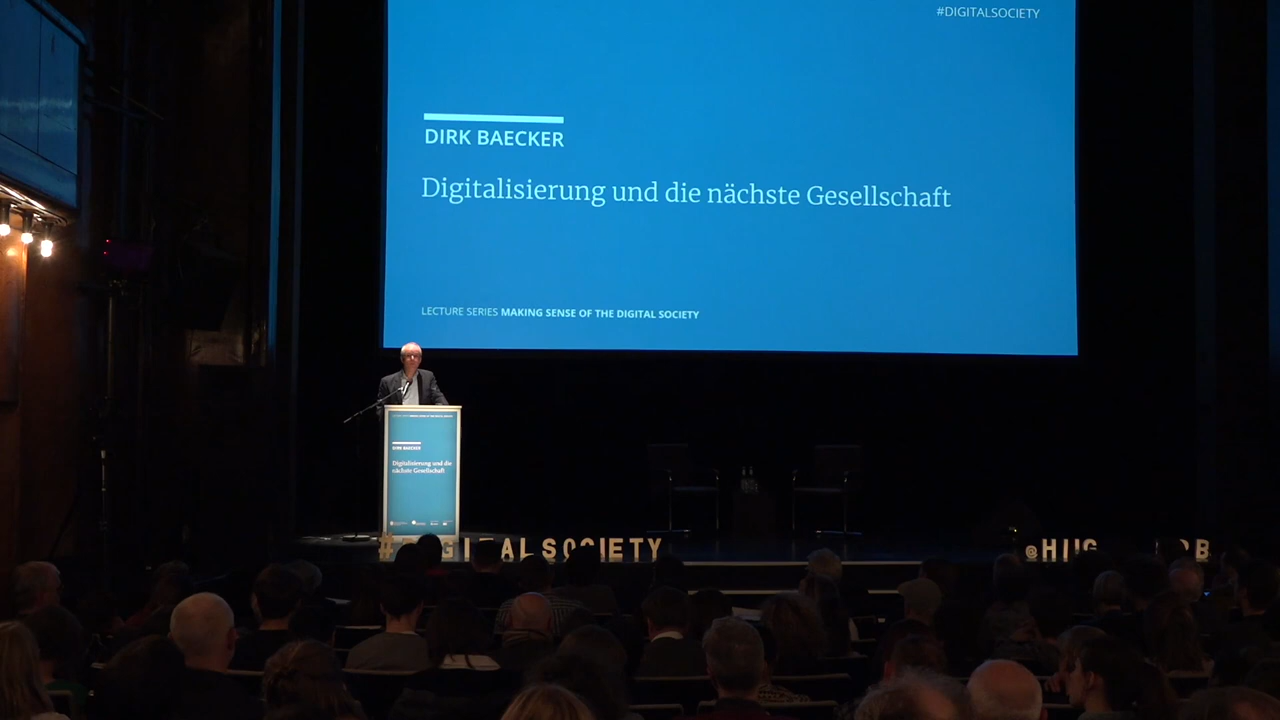 #DIGITALSOCIETY
DIRK BAECKER
Digitalisierung und die nächste Gesellschaft
LECTURE SERIES MAKING SENSE OF THE DIGITAL SOCIETY
DIRK BAECKER
Digitalisierung und die
nächste Gesellschaft
#DIGITALSOCIETY